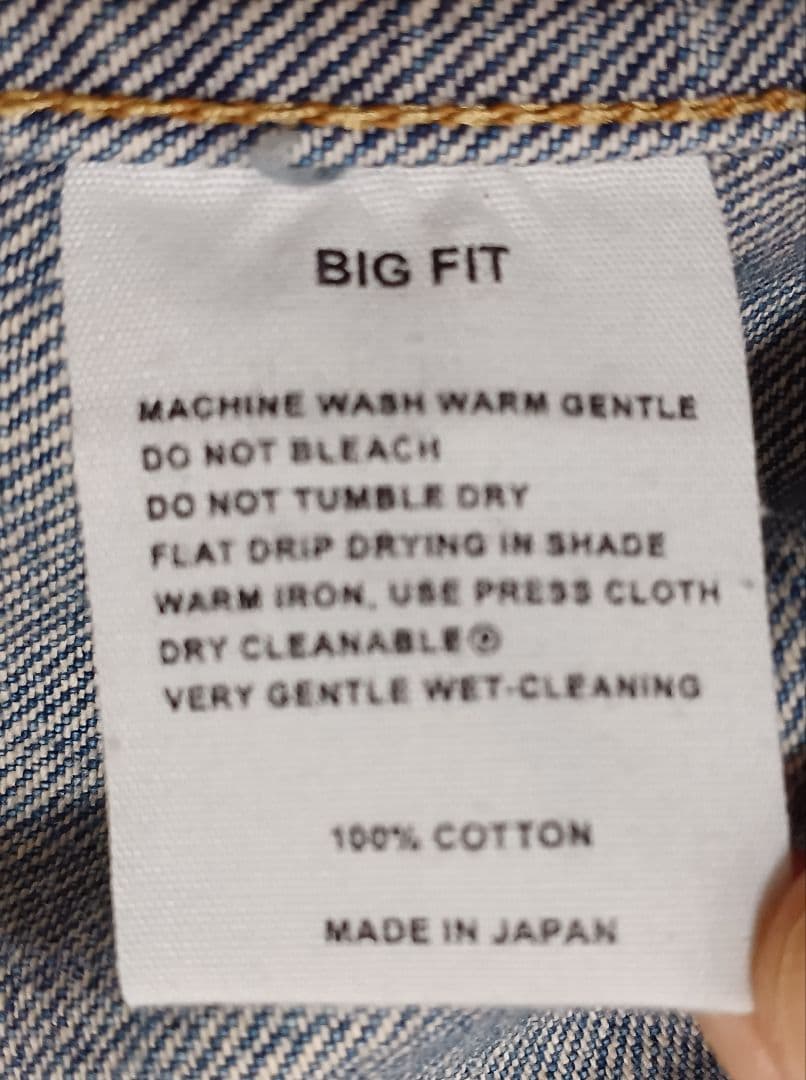 BIG FIT
MACHINE WASH WARM GENTLE
DO NOT BLEACH
DO NOT TUMBLE DRY
FLAT DRIP DRYING IN SHADE
WARM IRON, USE PRESS CLOTH
DRY CLEANABLE Ⓟ
VERY GENTLE WET-CLEANING
100% COTTON
MADE IN JAPAN